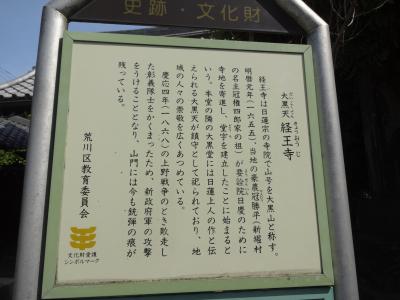 史跡・文化財
大黒天 経王寺
きょうおうじ
経王寺は日蓮宗の寺院で山号を大黒山と称す。
明暦元年（一六五五）、当地の豪農冠勝平（新堀村
の名主冠権四郎家の祖）が要詮院日慶のために
寺地を寄進し、堂宇を建立したことに始まると
いう。本堂の隣の大黒堂には日蓮上人の作と伝
えられる大黒天が鎮守として祀られており、地
域の人々の崇敬を広くあつめている。
慶応四年（一八六八）の上野戦争のとき敗走し
た彰義隊士をかくまったため、新政府軍の攻撃
をうけることとなり、山門には今も銃弾の痕が
残っている。
荒川区教育委員会
文化財愛護
シンボルマーク